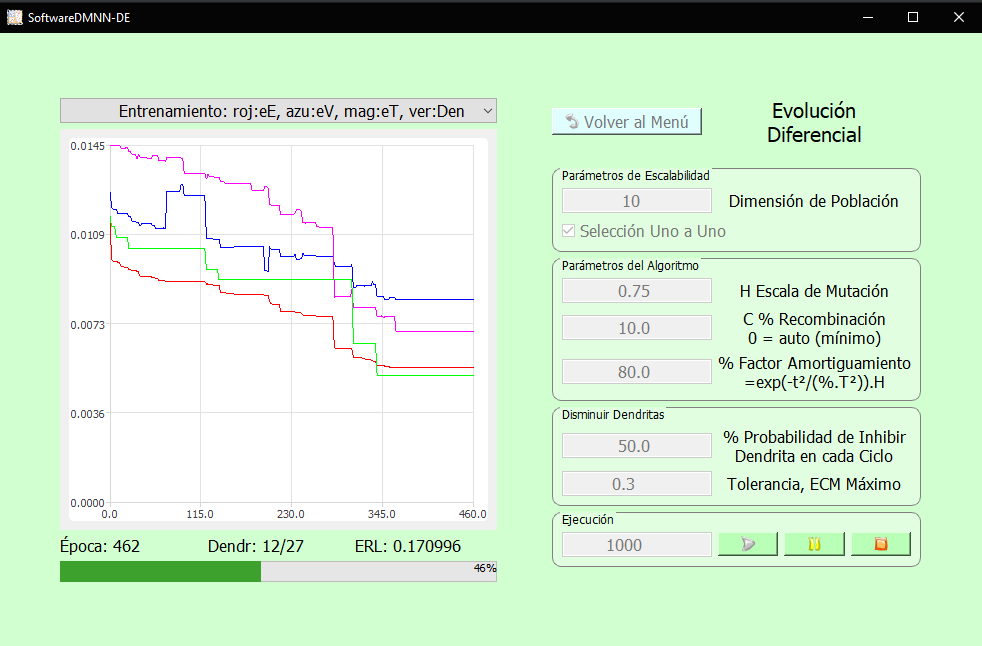 SoftwareDMNN-DE
Entrenamiento: roj:eE, azu:eV, mag:eT, ver:Den
0.0145
0.0109
0.0073
0.0036
0.0000
0.0
115.0
230.0
345.0
460.0
Época: 462
Dendr: 12/27
ERL: 0.170996
46%
Volver al Menú
Evolución
Diferencial
Parámetros de Escalabilidad
10
Dimensión de Población
Selección Uno a Uno
Parámetros del Algoritmo
0.75
H Escala de Mutación
10.0
C % Recombinación
0 = auto (mínimo)
80.0
% Factor Amortiguamiento
=exp(-t²/(%.T²)).H
Disminuir Dendritas
50.0
% Probabilidad de Inhibir
Dendrita en cada Ciclo
0.3
Tolerancia, ECM Máximo
Ejecución
1000